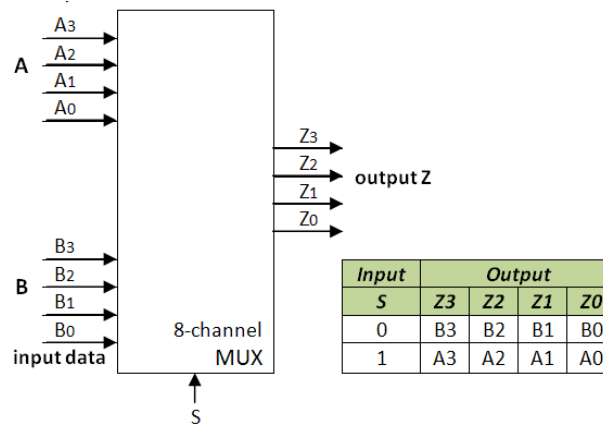 A
A3
A2
A1
A0
Z3
Z2
Z1
Z0
output Z
B
B3
B2
B1
B0
input data
8-channel
MUX
S
Input Output
S Z3 Z2 Z1 Z0
0 B3 B2 B1 B0
1 A3 A2 A1 A0